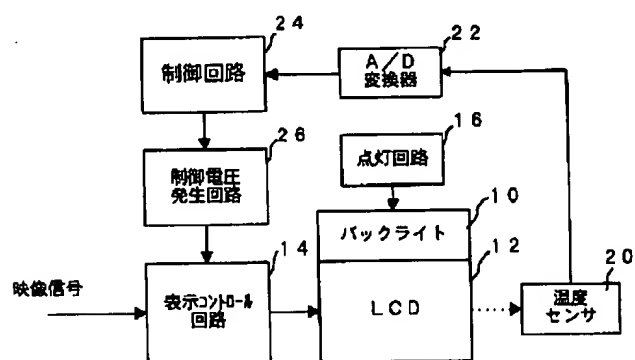 24
制御回路
22
A/D
変換器
16
点灯回路
26
制御電圧
発生回路
10
バックライト
14
12
20
映像信号
表示コントロール
回路
LCD
温度
センサ